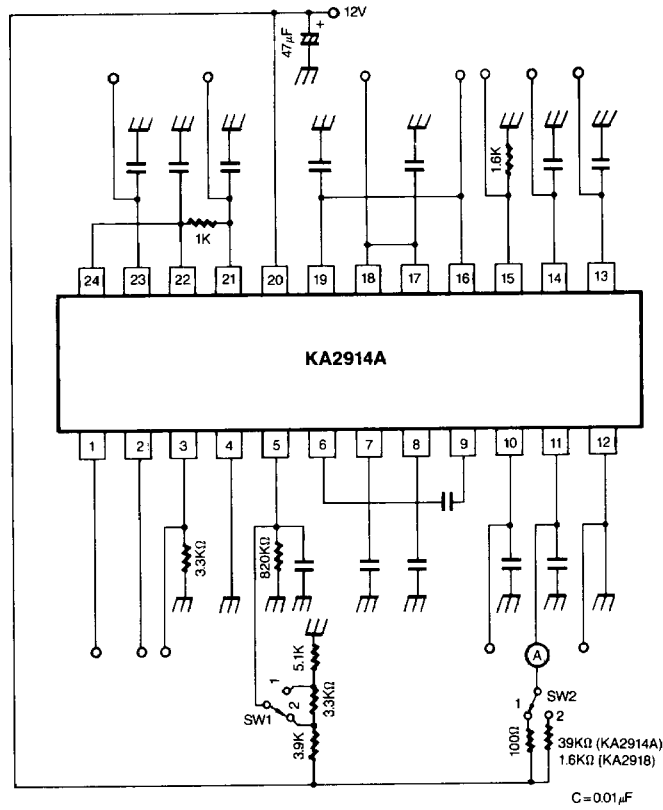 12V
+
47µF
1.6K
1K
24 23 22 21 20 19 18 17 16 15 14 13
KA2914A
1 2 3 4 5 6 7 8 9 10 11 12
3.3KΩ
820KΩ
5.1K
A
1
3.3KΩ
SW2
2
1
SW1
2
3.9K
100Ω
39KΩ (KA2914A)
1.6KΩ (KA2918)
C=0.01µF